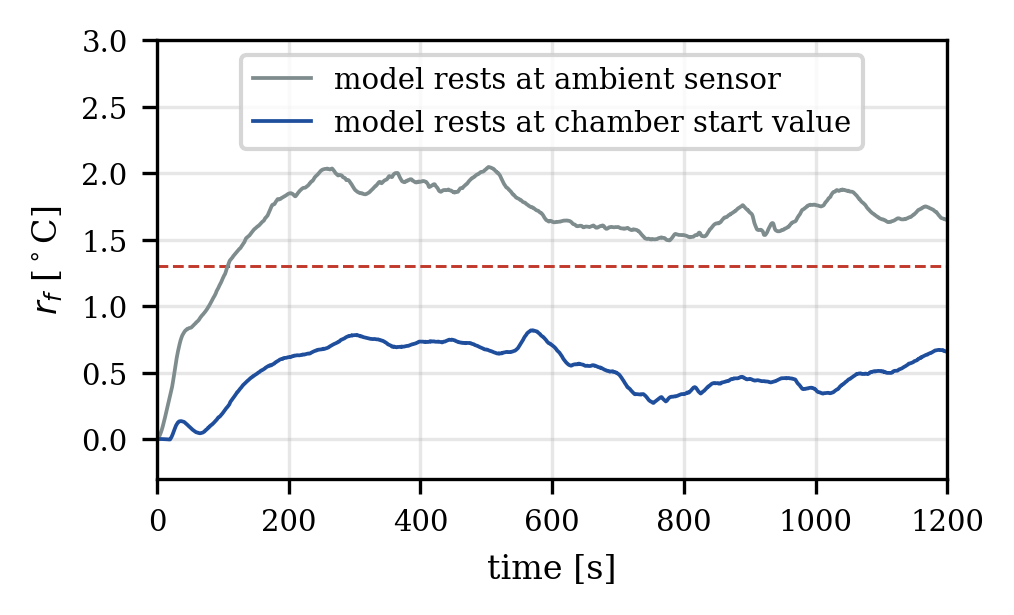 3.0
2.5
2.0
1.5
1.0
0.5
0.0
r_f [°C]
model rests at ambient sensor
model rests at chamber start value
0 200 400 600 800 1000 1200
time [s]